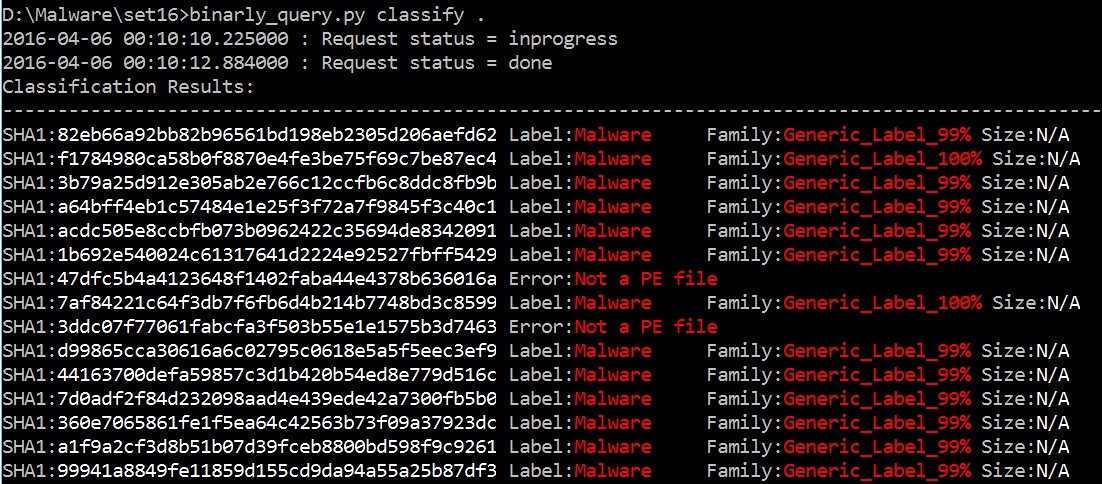 D:\Malware\set16>binarly_query.py classify .
2016-04-06 00:10:10.225000 : Request status = inprogress
2016-04-06 00:10:12.884000 : Request status = done
Classification Results:
--------------------------------------------------------------------------------------------
SHA1:82eb66a92bb82b96561bd198eb2305d206aefd62 Label:Malware Family:Generic_Label_99% Size:N/A
SHA1:f1784980ca58b0f8870e4fe3be75f69c7be87ec4 Label:Malware Family:Generic_Label_100% Size:N/A
SHA1:3b79a25d912e305ab2e766c12ccfb6c8ddc8fb9b Label:Malware Family:Generic_Label_99% Size:N/A
SHA1:a64bff4eb1c57484e1e25f3f72a7f9845f3c40c1 Label:Malware Family:Generic_Label_99% Size:N/A
SHA1:acdc505e8ccbfb073b0962422c35694de8342091 Label:Malware Family:Generic_Label_99% Size:N/A
SHA1:1b692e540024c61317641d2224e92527fbff5429 Label:Malware Family:Generic_Label_99% Size:N/A
SHA1:47dfc5b4a4123648f1402faba44e4378b636016a Error:Not a PE file
SHA1:7af84221c64f3db7f6fb6d4b214b7748bd3c8599 Label:Malware Family:Generic_Label_100% Size:N/A
SHA1:3ddc07f77061fabcfa3f503b55e1e1575b3d7463 Error:Not a PE file
SHA1:d99865cca30616a6c02795c0618e5a5f5eec3ef9 Label:Malware Family:Generic_Label_99% Size:N/A
SHA1:44163700defa59857c3d1b420b54ed8e779d516c Label:Malware Family:Generic_Label_99% Size:N/A
SHA1:7d0adf2f84d232098aad4e439ede42a7300fb5b0 Label:Malware Family:Generic_Label_99% Size:N/A
SHA1:360e7065861fe1f5ea64c42563b73f09a37923dc Label:Malware Family:Generic_Label_99% Size:N/A
SHA1:a1f9a2cf3d8b51b07d39fceb8800bd598f9c9261 Label:Malware Family:Generic_Label_99% Size:N/A
SHA1:99941a8849fe11859d155cd9da94a55a25b87df3 Label:Malware Family:Generic_Label_99% Size:N/A